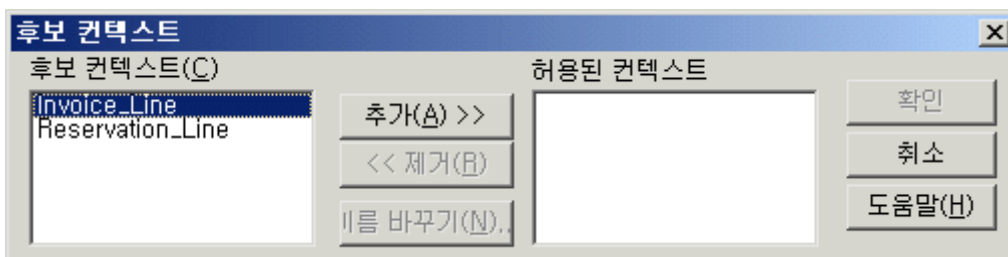 후보 컨텍스트
후보 컨텍스트(C)
Invoice_Line
Reservation_Line
추가(A) >>
<< 제거(R)
이름 바꾸기(N)..
허용된 컨텍스트
확인
취소
도움말(H)